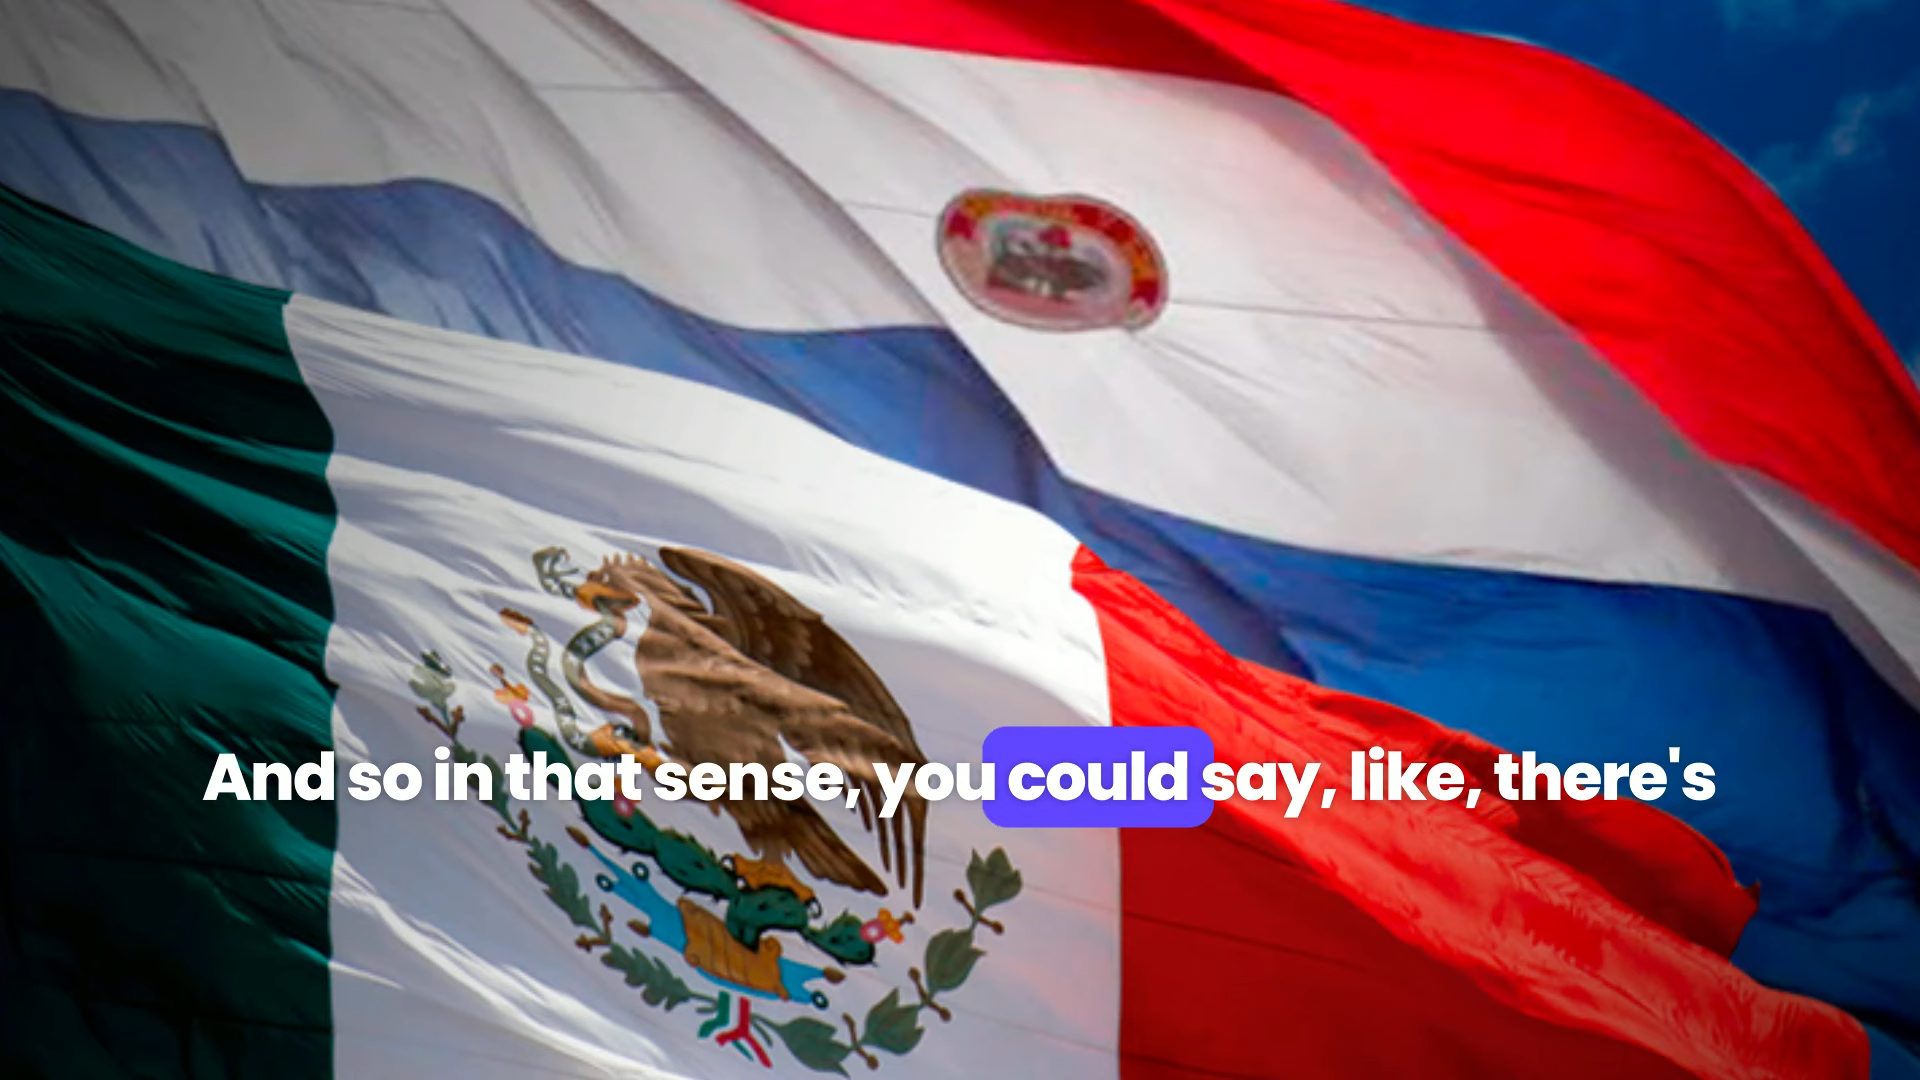 And so in that sense, you could say, like, there's